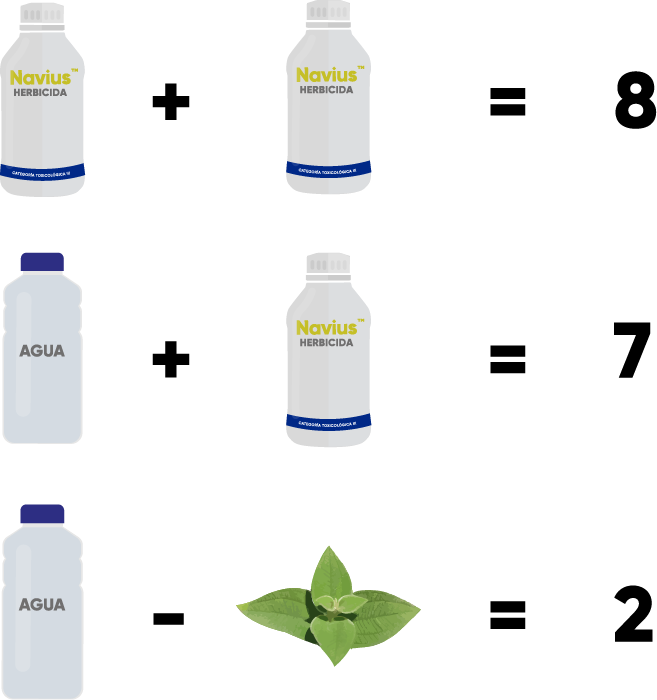 Navius™
HERBICIDA
CATEGORÍA TOXICOLÓGICA III
+
Navius™
HERBICIDA
CATEGORÍA TOXICOLÓGICA III
= 8
AGUA
+
Navius™
HERBICIDA
CATEGORÍA TOXICOLÓGICA III
= 7
AGUA
-
= 2